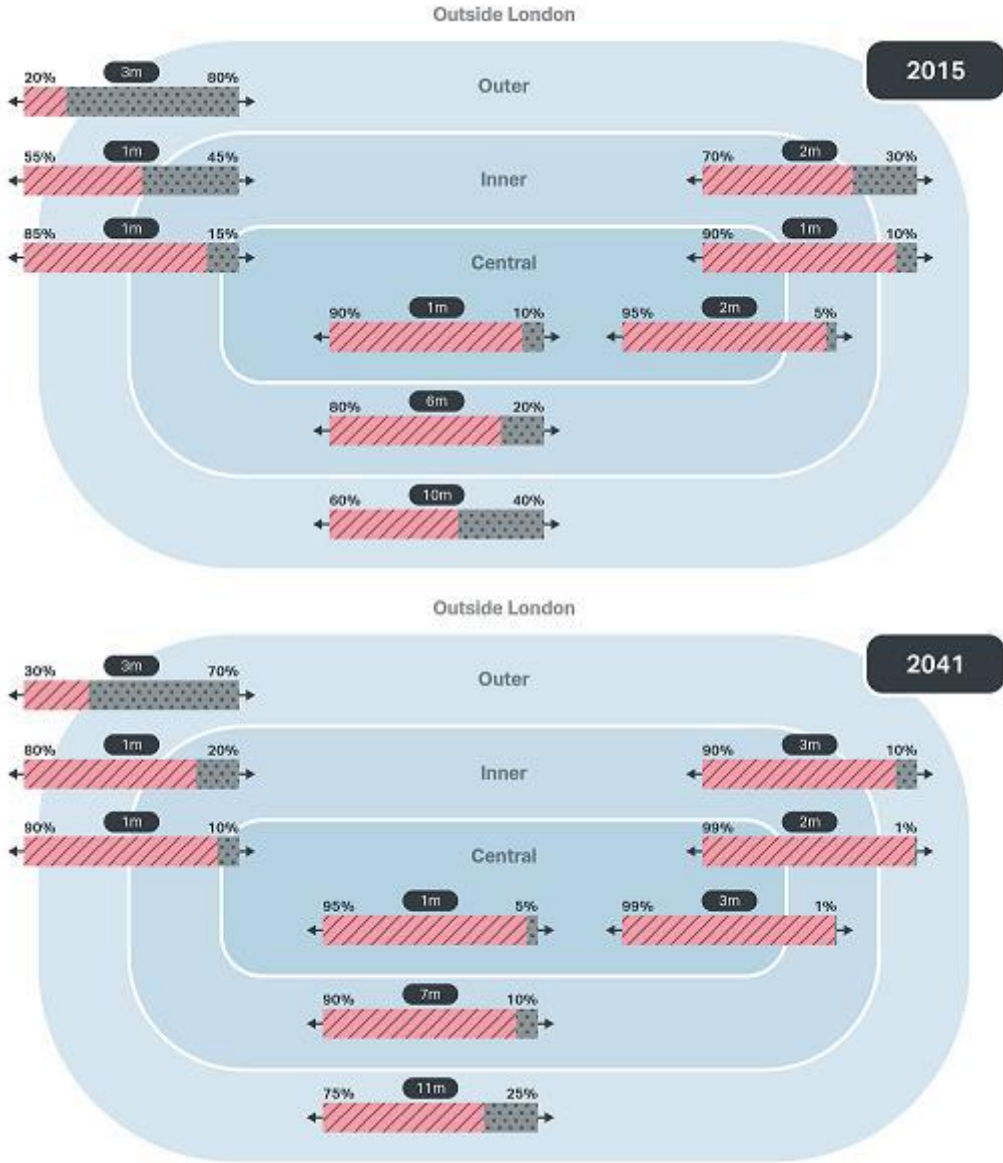 Outside London
2015
Outer
20% 3m 80%
55% 1m 45%
70% 2m 30%
Inner
85% 1m 15%
90% 1m 10%
Central
90% 1m 10%
95% 2m 5%
80% 6m 20%
60% 10m 40%
Outside London
2041
Outer
30% 3m 70%
80% 1m 20%
90% 3m 10%
Inner
90% 1m 10%
99% 2m 1%
Central
95% 1m 5%
99% 3m 1%
90% 7m 10%
75% 11m 25%